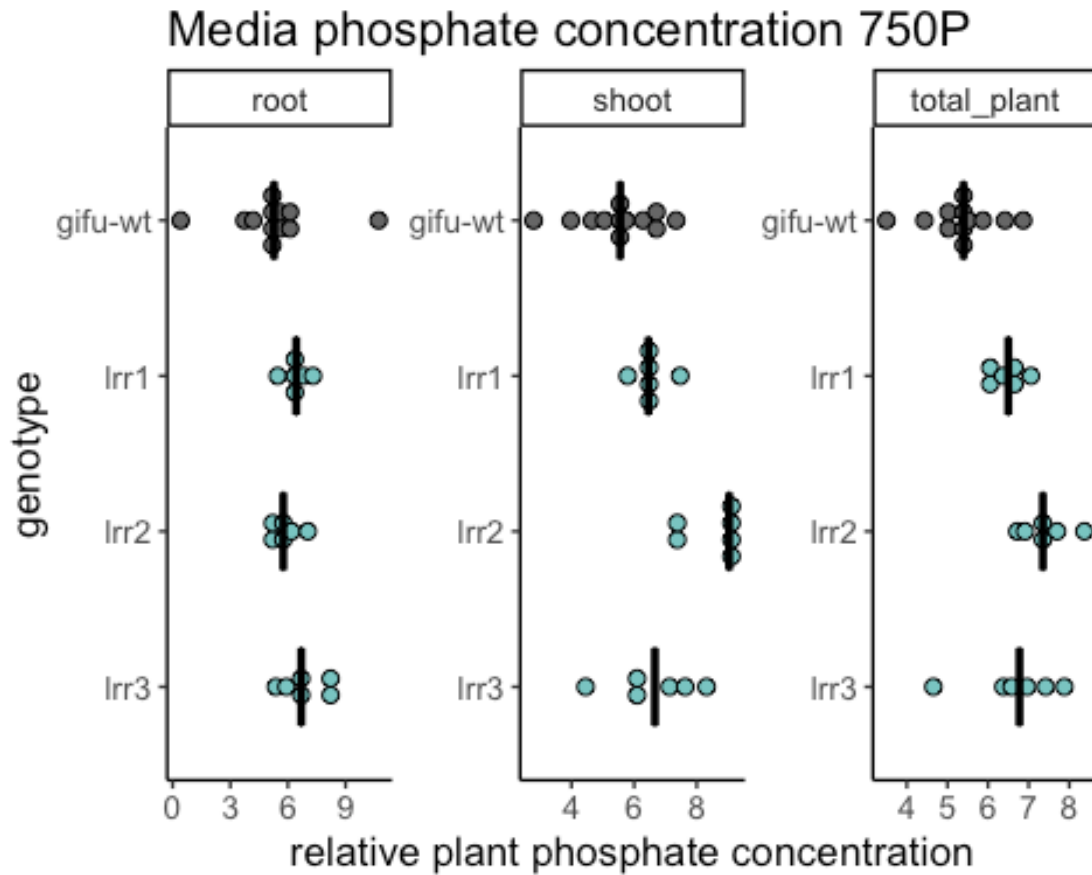 Media phosphate concentration 750P
root shoot total_plant
gifu-wt gifu-wt gifu-wt
lrr1 lrr1 lrr1
lrr2 lrr2 lrr2
lrr3 lrr3 lrr3
genotype
0 3 6 9 4 6 8 4 5 6 7 8
relative plant phosphate concentration